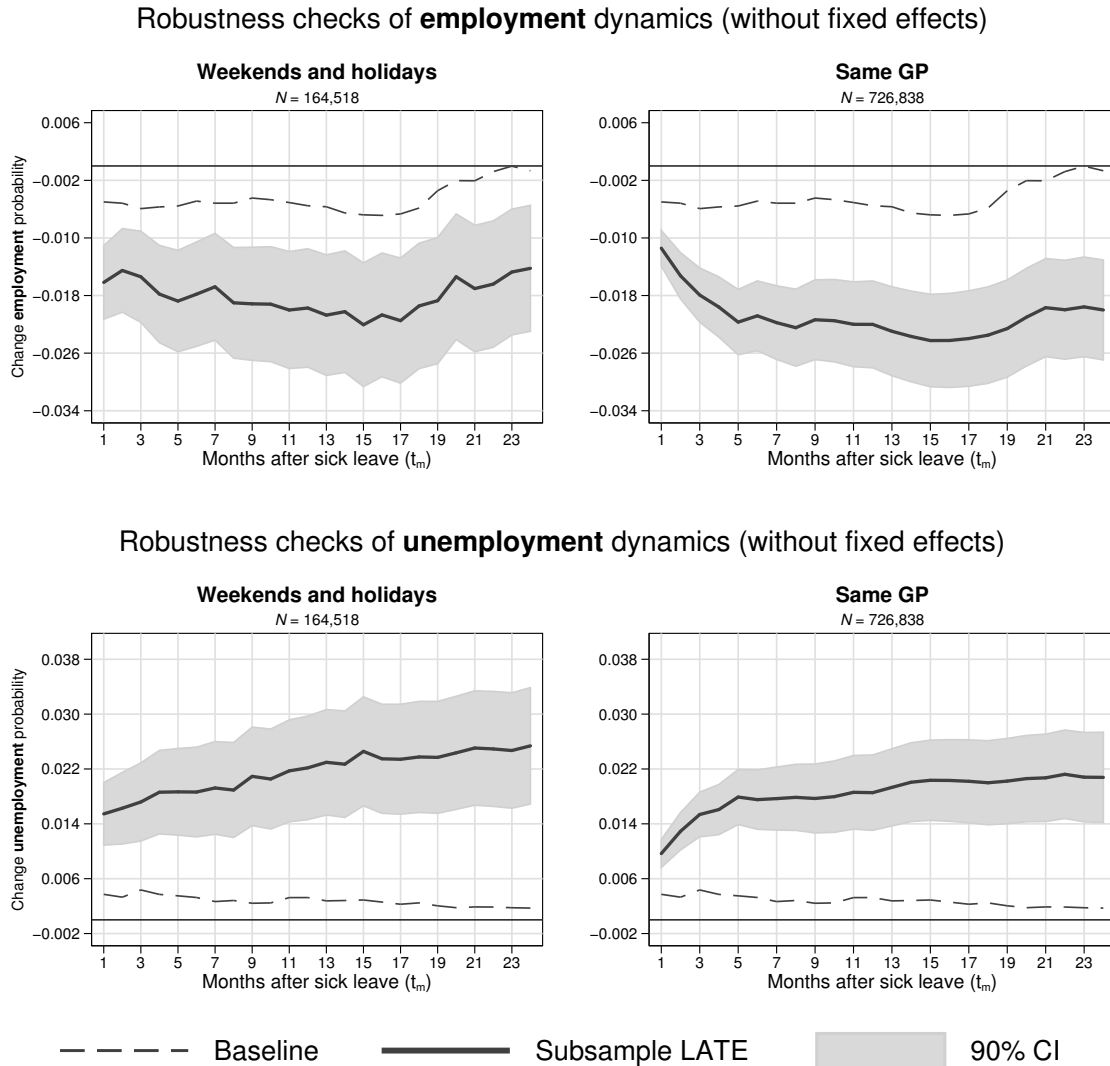 Robustness checks of employment dynamics (without fixed effects)
Weekends and holidays
N = 164,518
Change employment probability
0.006
−0.002
−0.010
−0.018
−0.026
−0.034
1 3 5 7 9 11 13 15 17 19 21 23
Months after sick leave (tm)
Same GP
N = 726,838
0.006
−0.002
−0.010
−0.018
−0.026
−0.034
1 3 5 7 9 11 13 15 17 19 21 23
Months after sick leave (tm)
Robustness checks of unemployment dynamics (without fixed effects)
Weekends and holidays
N = 164,518
Change unemployment probability
0.038
0.030
0.022
0.014
0.006
−0.002
1 3 5 7 9 11 13 15 17 19 21 23
Months after sick leave (tm)
Same GP
N = 726,838
0.038
0.030
0.022
0.014
0.006
−0.002
1 3 5 7 9 11 13 15 17 19 21 23
Months after sick leave (tm)
Baseline Subsample LATE 90% CI